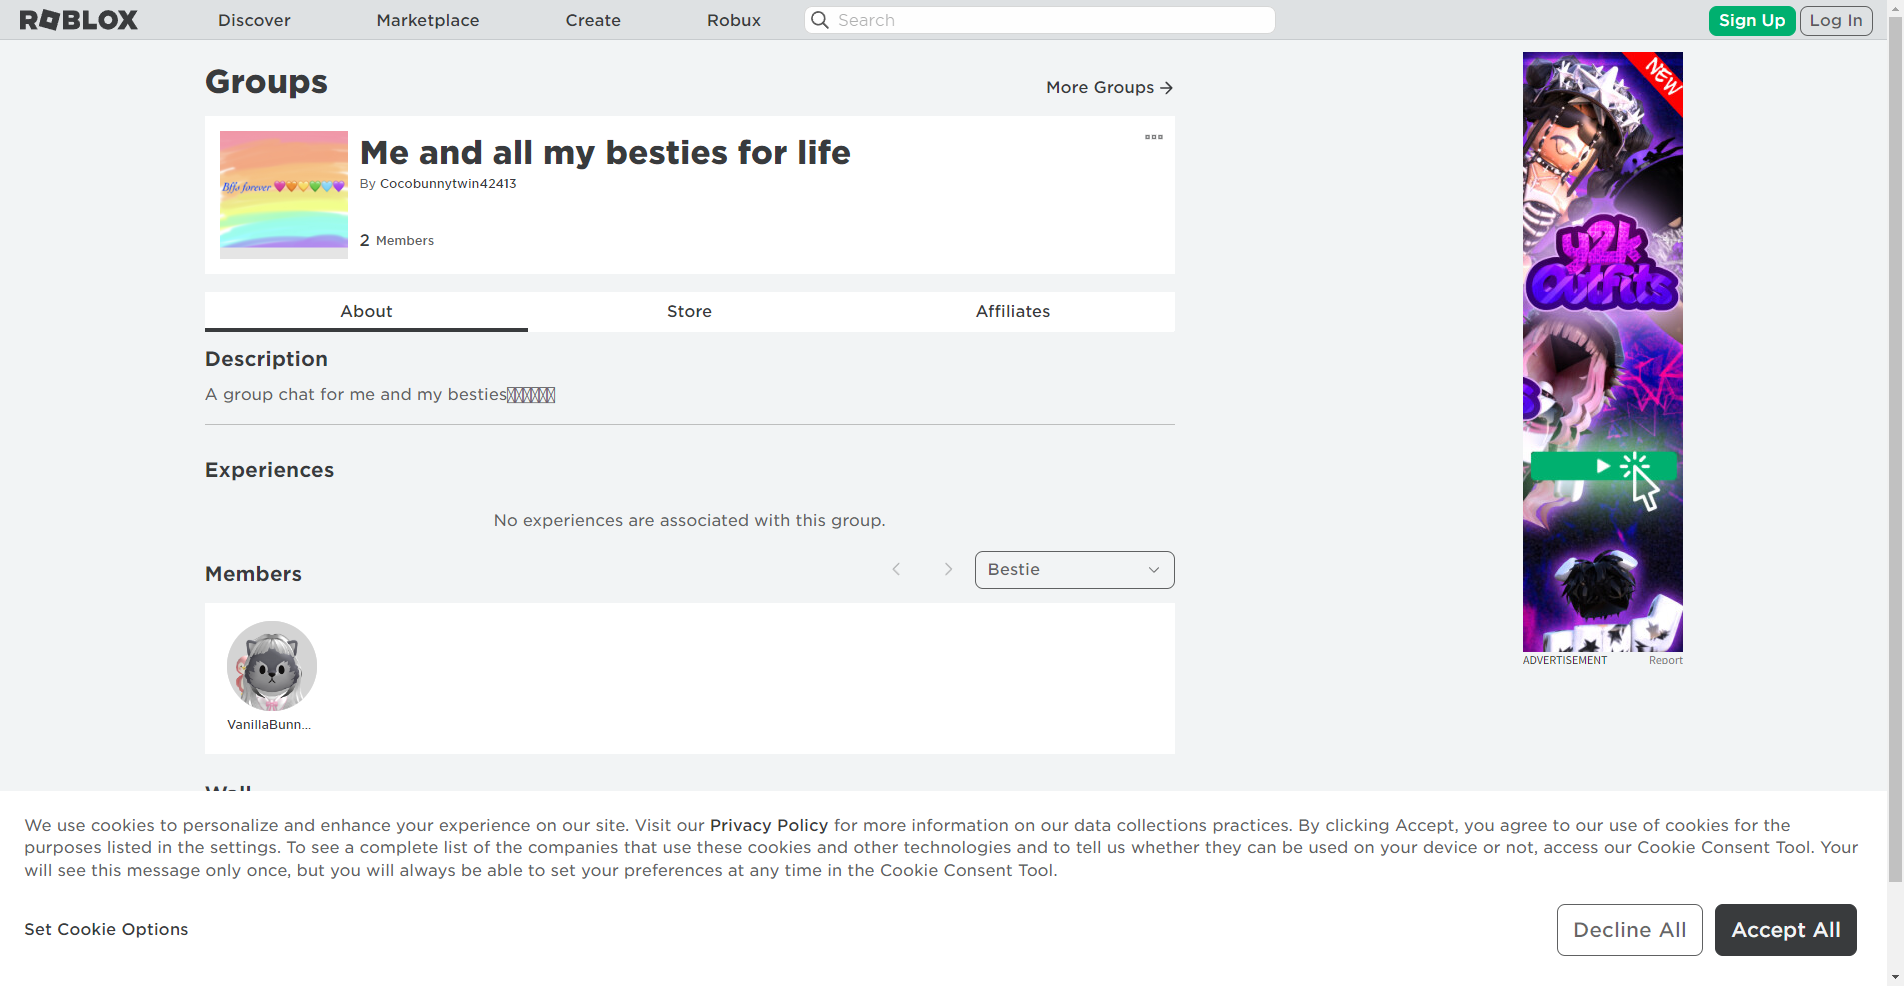 ROBLOX
Discover
Marketplace
Create
Robux
Search
Sign Up
Log In
Groups
More Groups
Me and all my besties for life
By Cocobunnytwin42413
Bffs forever
2 Members
About
Store
Affiliates
Description
A group chat for me and my besties
Experiences
No experiences are associated with this group.
Members
Bestie
VanillaBunn...
NEW
y2k
Outfits
ADVERTISEMENT
Report
We use cookies to personalize and enhance your experience on our site. Visit our Privacy Policy for more information on our data collections practices. By clicking Accept, you agree to our use of cookies for the
purposes listed in the settings. To see a complete list of the companies that use these cookies and other technologies and to tell us whether they can be used on your device or not, access our Cookie Consent Tool. Your
will see this message only once, but you will always be able to set your preferences at any time in the Cookie Consent Tool.
Set Cookie Options
Decline All
Accept All